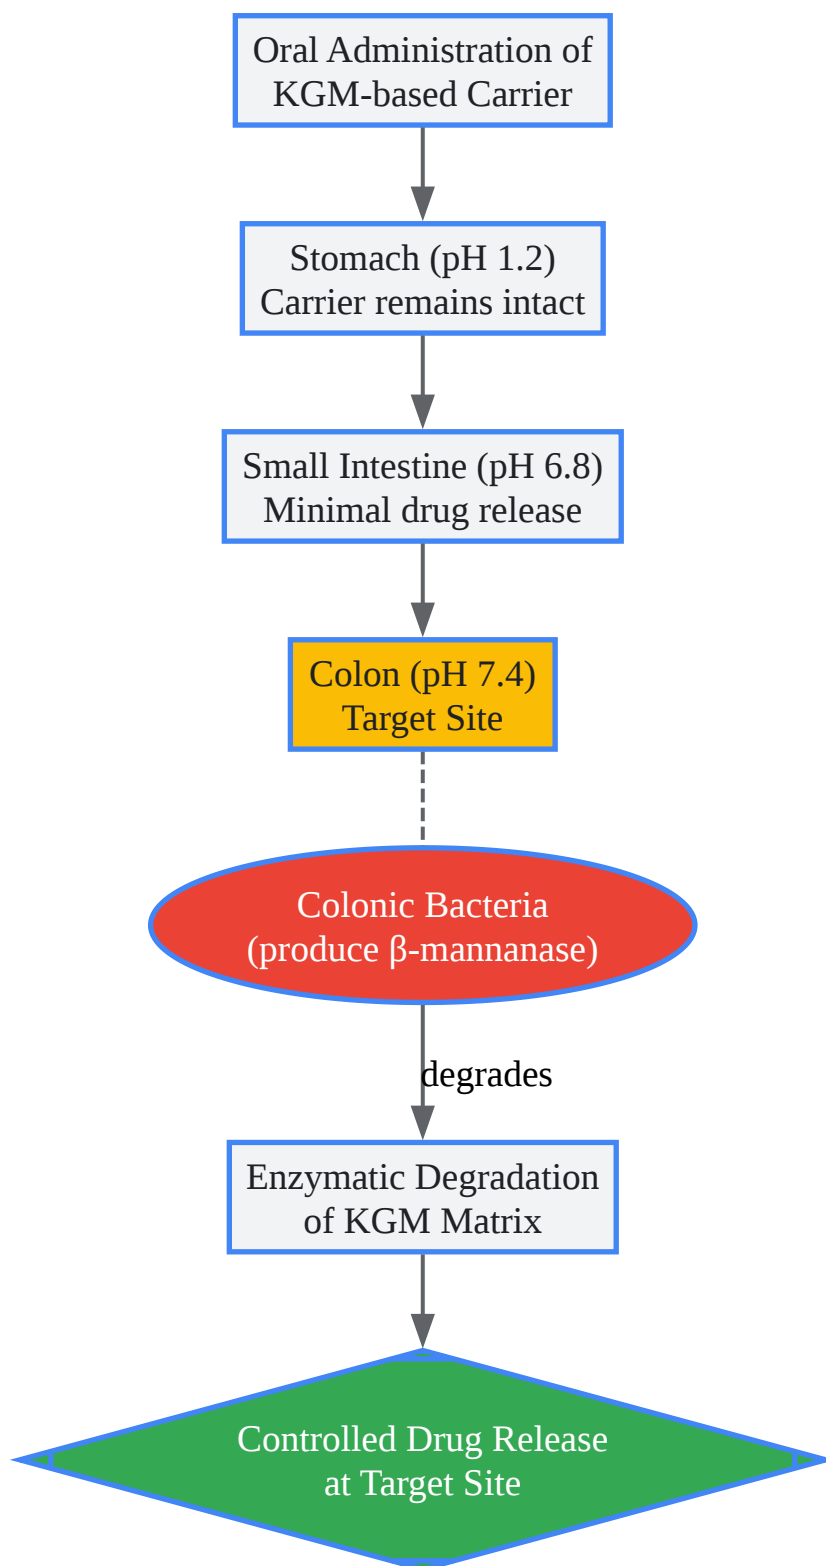 Oral Administration of
KGM-based Carrier
Stomach (pH 1.2)
Carrier remains intact
Small Intestine (pH 6.8)
Minimal drug release
Colon (pH 7.4)
Target Site
Colonic Bacteria
(produce β-mannanase)
degrades
Enzymatic Degradation
of KGM Matrix
Controlled Drug Release
at Target Site